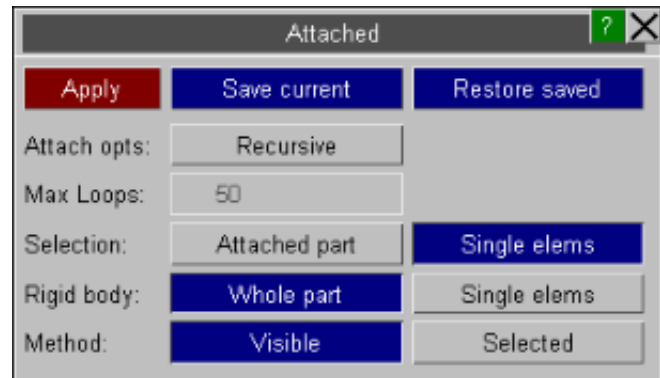 Attached ?
Apply Save current Restore saved
Attach opts: Recursive
Max Loops: 50
Selection: Attached part Single elems
Rigid body: Whole part Single elems
Method: Visible Selected